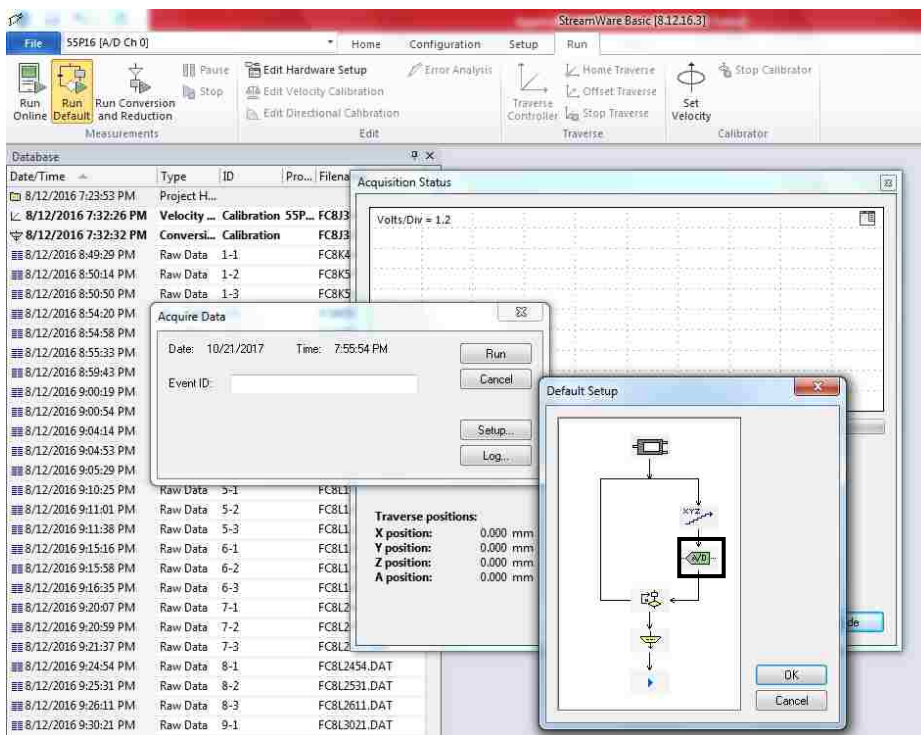 StreamWare Basic [8.12.16.3]
File 55P16 [A/D Ch 0] Home Configuration Setup Run
Run Online
Run Default
Run Conversion and Reduction
Pause
Stop
Measurements
Edit Hardware Setup
Edit Velocity Calibration
Edit Directional Calibration
Error Analysis
Edit
Traverse Controller
Home Traverse
Offset Traverse
Stop Traverse
Traverse
Set Velocity
Stop Calibrator
Calibrator
Database
Date/Time Type ID Pro... Filena
8/12/2016 7:23:53 PM Project H...
8/12/2016 7:32:26 PM Velocity ... Calibration 55P... FC8J3
8/12/2016 7:32:32 PM Conversi... Calibration FC8J3
8/12/2016 8:49:29 PM Raw Data 1-1 FC8K4
8/12/2016 8:50:14 PM Raw Data 1-2 FC8K5
8/12/2016 8:50:50 PM Raw Data 1-3 FC8K5
8/12/2016 8:54:20 PM
8/12/2016 8:54:58 PM
8/12/2016 8:55:33 PM
8/12/2016 8:59:43 PM
8/12/2016 9:00:19 PM
8/12/2016 9:00:54 PM
8/12/2016 9:04:14 PM
8/12/2016 9:04:53 PM
8/12/2016 9:05:29 PM
8/12/2016 9:10:25 PM Raw Data 5-1 FC8L1
8/12/2016 9:11:01 PM Raw Data 5-2 FC8L1
8/12/2016 9:11:38 PM Raw Data 5-3 FC8L1
8/12/2016 9:15:16 PM Raw Data 6-1 FC8L1
8/12/2016 9:15:58 PM Raw Data 6-2 FC8L1
8/12/2016 9:16:35 PM Raw Data 6-3 FC8L1
8/12/2016 9:20:07 PM Raw Data 7-1 FC8L2
8/12/2016 9:20:59 PM Raw Data 7-2 FC8L2
8/12/2016 9:21:37 PM Raw Data 7-3 FC8L2
8/12/2016 9:24:54 PM Raw Data 8-1 FC8L2454.DAT
8/12/2016 9:25:31 PM Raw Data 8-2 FC8L2531.DAT
8/12/2016 9:26:11 PM Raw Data 8-3 FC8L2611.DAT
8/12/2016 9:30:21 PM Raw Data 9-1 FC8L3021.DAT
Acquisition Status
Volts/Div = 1.2
Traverse positions:
X position: 0.000 mm
Y position: 0.000 mm
Z position: 0.000 mm
A position: 0.000 mm
de
Acquire Data
Date: 10/21/2017 Time: 7:55:54 PM
Event ID:
Run
Cancel
Setup...
Log...
Default Setup
XYZ
A/D
OK
Cancel